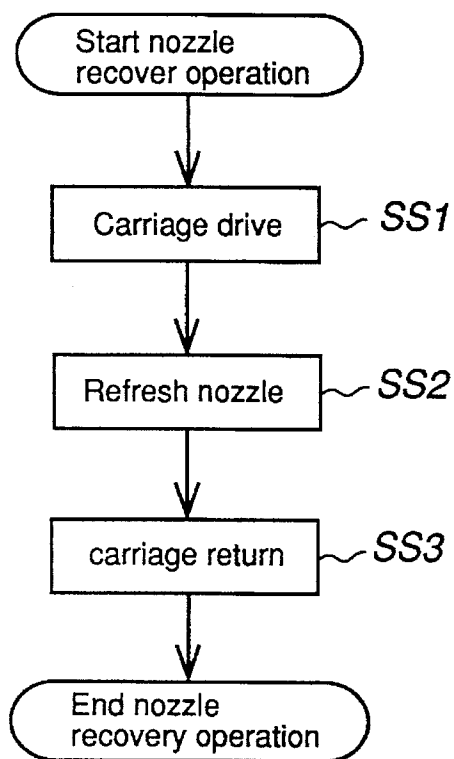 Start nozzle
recover operation
Carriage drive
SS1
Refresh nozzle
SS2
carriage return
SS3
End nozzle
recovery operation